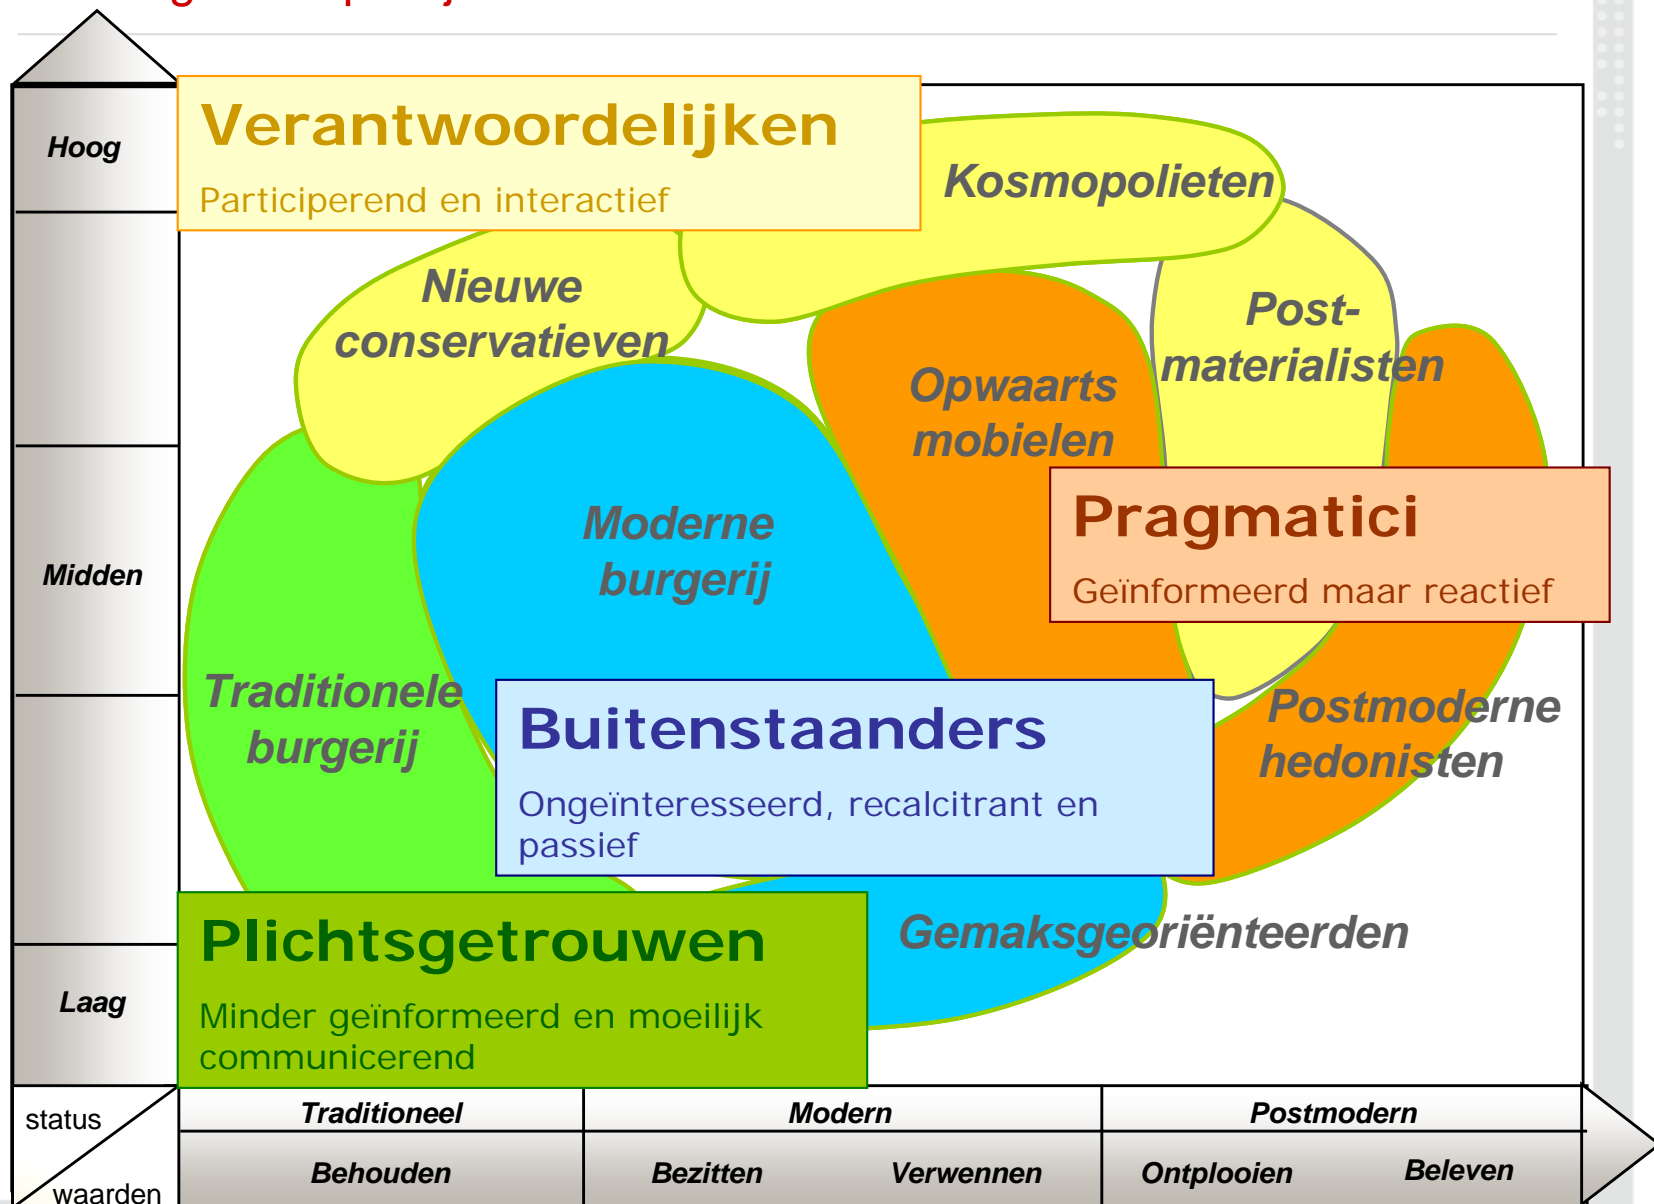 Hoog
Verantwoordelijken
Participerend en interactief
Kosmopolieten
Nieuwe
conservatieven
Post-
materialisten
Opwaarts
mobielen
Moderne
burgerij
Pragmatici
Geïnformeerd maar reactief
Midden
Traditionele
burgerij
Buitenstaanders
Ongeïnteresseerd, recalcitrant en
passief
Postmoderne
hedonisten
Gemaksgeoriënteerden
Plichtsgetrouwen
Minder geïnformeerd en moeilijk
communicerend
Laag
status
waarden
Traditioneel
Modern
Postmodern
Behouden
Bezitten
Verwennen
Ontplooien
Beleven